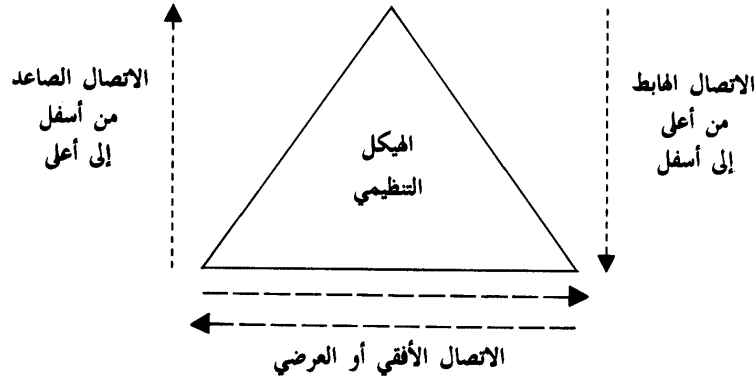 الاتصال الهابط
من أعلى
إلى أسفل
الهيكل
التنظيمي
الاتصال الصاعد
من أسفل
إلى أعلى
الاتصال الأفقي أو العرضي